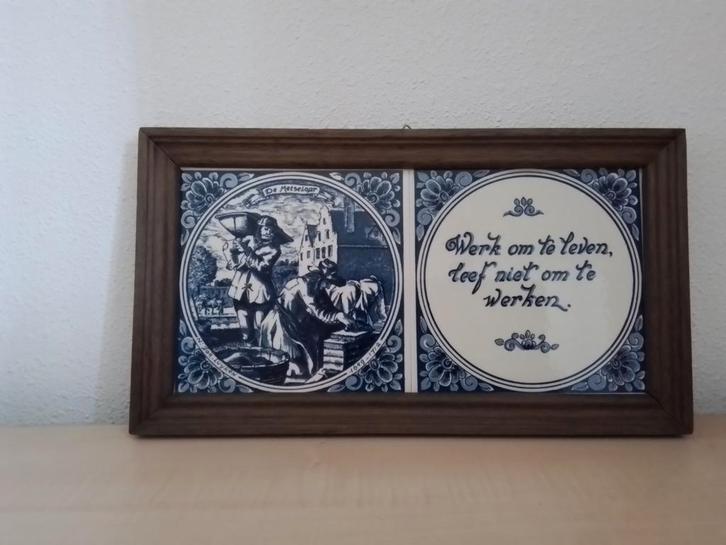 De Metselaar
Werk om te leven,
leef niet om te
werken.